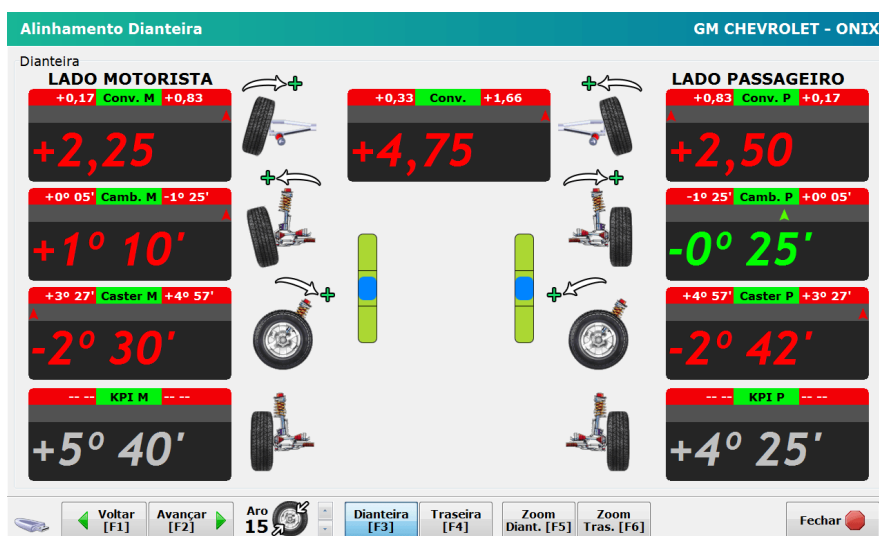 Alinhamento Dianteira GM CHEVROLET - ONIX
Dianteira
LADO MOTORISTA LADO PASSAGEIRO
+0,17 Conv. M +0,83 +0,33 Conv. +1,66 +0,83 Conv. P +0,17
+2,25 +4,75 +2,50
+0º 05' Camb. M -1º 25' -1º 25' Camb. P +0º 05'
+1º 10' -0º 25'
+3º 27' Caster M +4º 57' +4º 57' Caster P +3º 27'
-2º 30' -2º 42'
-- -- KPI M -- -- -- -- KPI P -- --
+5º 40' +4º 25'
Voltar Avançar Aro Dianteira Traseira Zoom Zoom Fechar
[F1] [F2] 15 [F3] [F4] Diant. [F5] Tras. [F6]